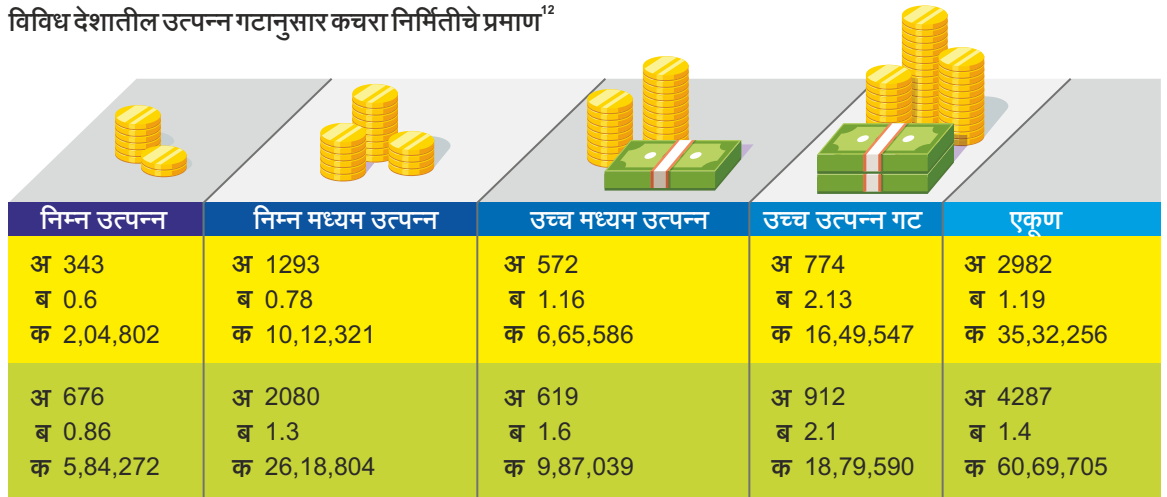 विविध देशातील उत्पन्न गटानुसार कचरा निर्मितीचे प्रमाण¹²
निम्न उत्पन्न निम्न मध्यम उत्पन्न उच्च मध्यम उत्पन्न उच्च उत्पन्न गट एकूण
अ 343 अ 1293 अ 572 अ 774 अ 2982
ब 0.6 ब 0.78 ब 1.16 ब 2.13 ब 1.19
क 2,04,802 क 10,12,321 क 6,65,586 क 16,49,547 क 35,32,256
अ 676 अ 2080 अ 619 अ 912 अ 4287
ब 0.86 ब 1.3 ब 1.6 ब 2.1 ब 1.4
क 5,84,272 क 26,18,804 क 9,87,039 क 18,79,590 क 60,69,705